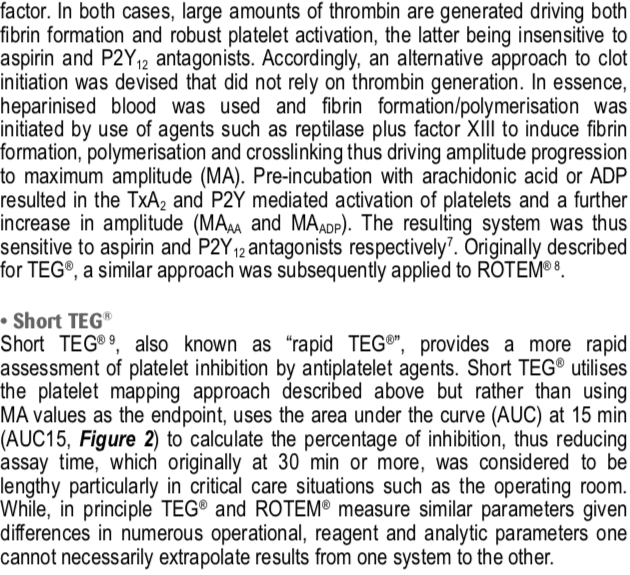 factor. In both cases, large amounts of thrombin are generated driving both
fibrin formation and robust platelet activation, the latter being insensitive to
aspirin and P2Y₁₂ antagonists. Accordingly, an alternative approach to clot
initiation was devised that did not rely on thrombin generation. In essence,
heparinised blood was used and fibrin formation/polymerisation was
initiated by use of agents such as reptilase plus factor XIII to induce fibrin
formation, polymerisation and crosslinking thus driving amplitude progression
to maximum amplitude (MA). Pre-incubation with arachidonic acid or ADP
resulted in the TxA₂ and P2Y mediated activation of platelets and a further
increase in amplitude (MA_AA and MA_ADP). The resulting system was thus
sensitive to aspirin and P2Y₁₂ antagonists respectively⁷. Originally described
for TEG®, a similar approach was subsequently applied to ROTEM® ⁸.
• Short TEG®
Short TEG® ⁹, also known as “rapid TEG®”, provides a more rapid
assessment of platelet inhibition by antiplatelet agents. Short TEG® utilises
the platelet mapping approach described above but rather than using
MA values as the endpoint, uses the area under the curve (AUC) at 15 min
(AUC15, Figure 2) to calculate the percentage of inhibition, thus reducing
assay time, which originally at 30 min or more, was considered to be
lengthy particularly in critical care situations such as the operating room.
While, in principle TEG® and ROTEM® measure similar parameters given
differences in numerous operational, reagent and analytic parameters one
cannot necessarily extrapolate results from one system to the other.